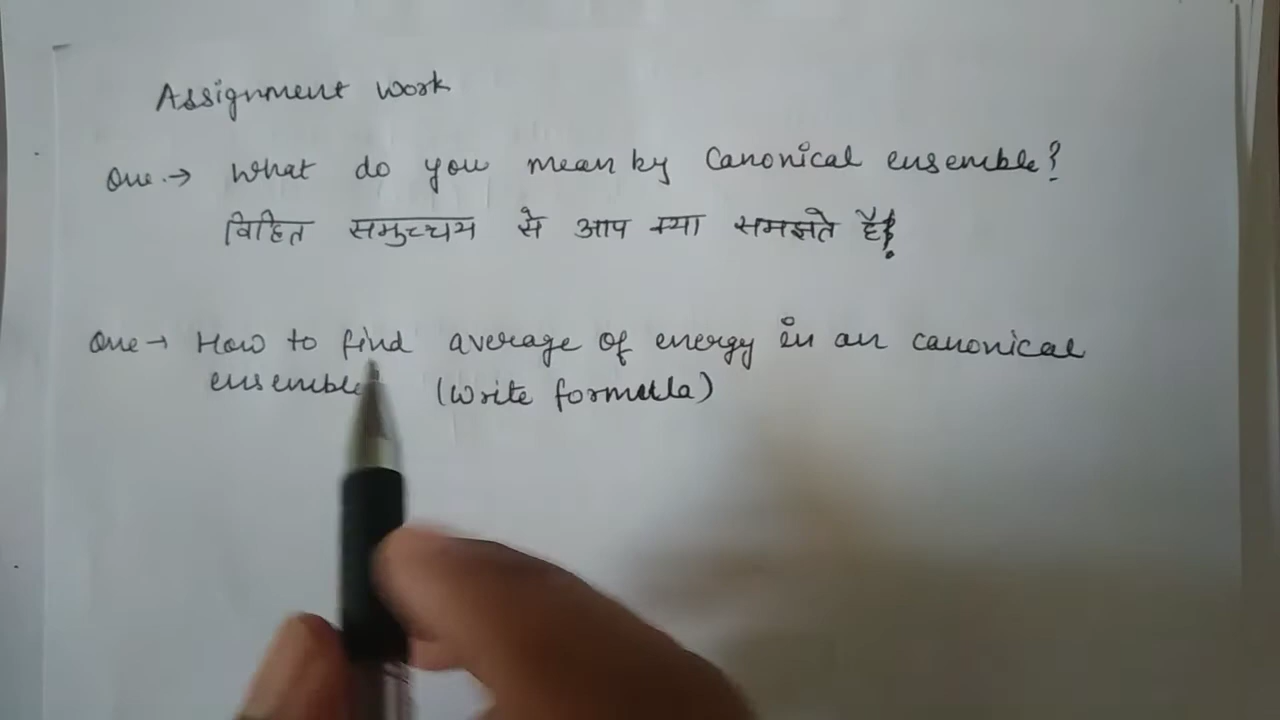 Assignment work
Que.→ What do you mean by Canonical ensemble?
विहित समुच्चय से आप क्या समझते हैं?
Que→ How to find average of energy in an canonical
ensemble (Write formula)